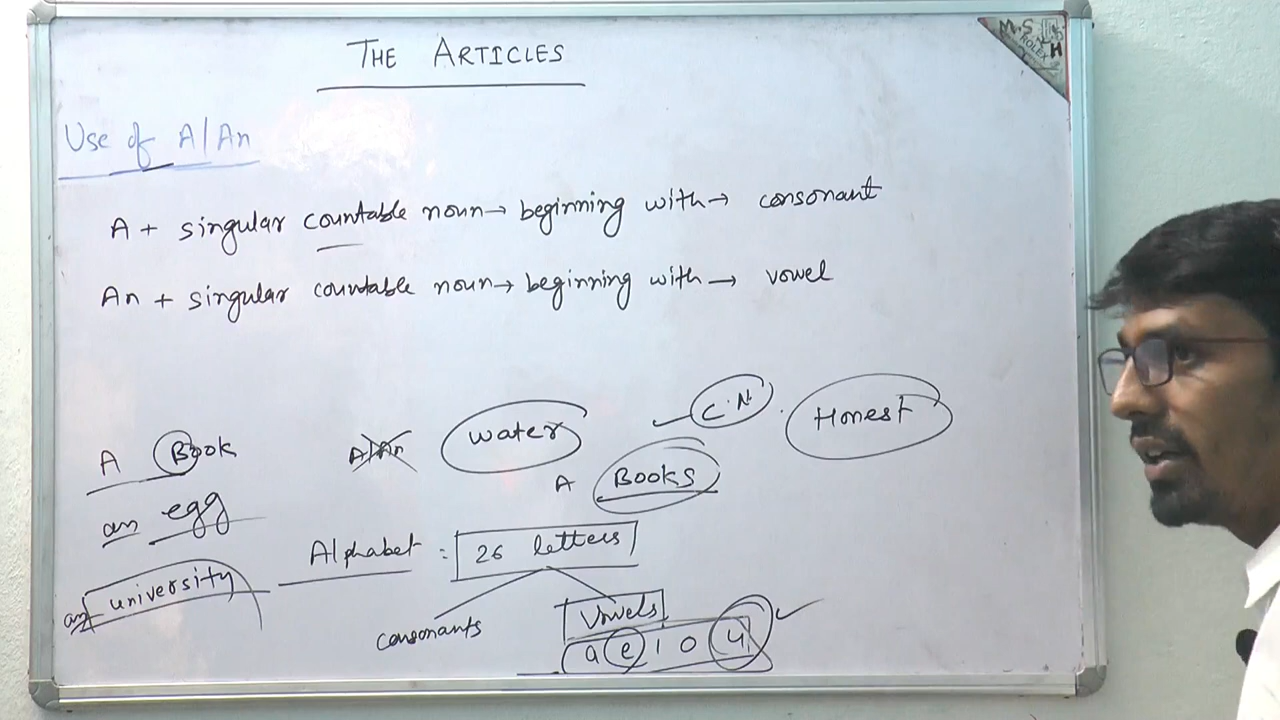 THE ARTICLES
Use of A/An
A + singular countable noun → beginning with → consonant
An + singular countable noun → beginning with → vowel
A Book
A/An Water
C.N. Honest
A Books
an egg
Alphabet : 26 letters
an university
consonants
Vowels
a e i o u
M.S
ROLEX